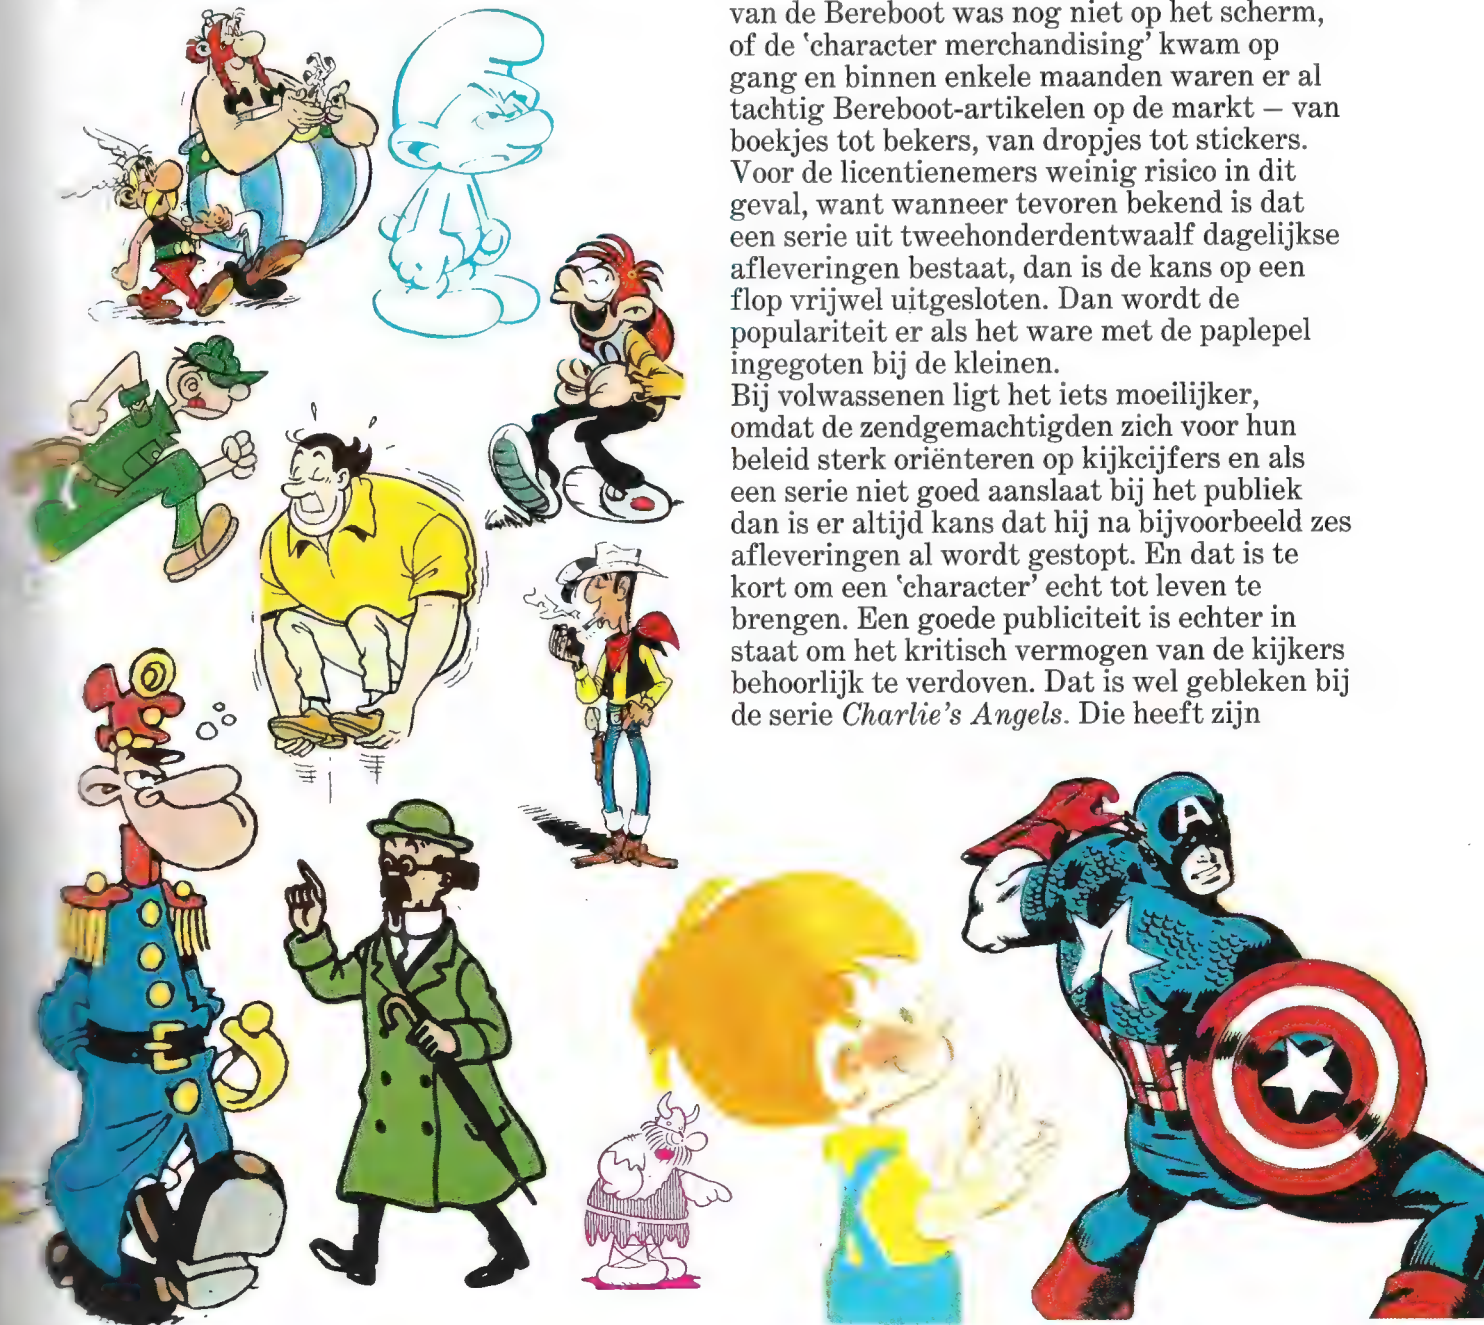 van de Bereboot was nog niet op het scherm,
of de ‛character merchandising’ kwam op
gang en binnen enkele maanden waren er al
tachtig Bereboot-artikelen op de markt – van
boekjes tot bekers, van dropjes tot stickers.
Voor de licentienemers weinig risico in dit
geval, want wanneer tevoren bekend is dat
een serie uit tweehonderdentwaalf dagelijkse
afleveringen bestaat, dan is de kans op een
flop vrijwel uitgesloten. Dan wordt de
populariteit er als het ware met de paplepel
ingegoten bij de kleinen.
Bij volwassenen ligt het iets moeilijker,
omdat de zendgemachtigden zich voor hun
beleid sterk oriënteren op kijkcijfers en als
een serie niet goed aanslaat bij het publiek
dan is er altijd kans dat hij na bijvoorbeeld zes
afleveringen al wordt gestopt. En dat is te
kort om een ‛character’ echt tot leven te
brengen. Een goede publiciteit is echter in
staat om het kritisch vermogen van de kijkers
behoorlijk te verdoven. Dat is wel gebleken bij
de serie Charlie’s Angels. Die heeft zijn
A